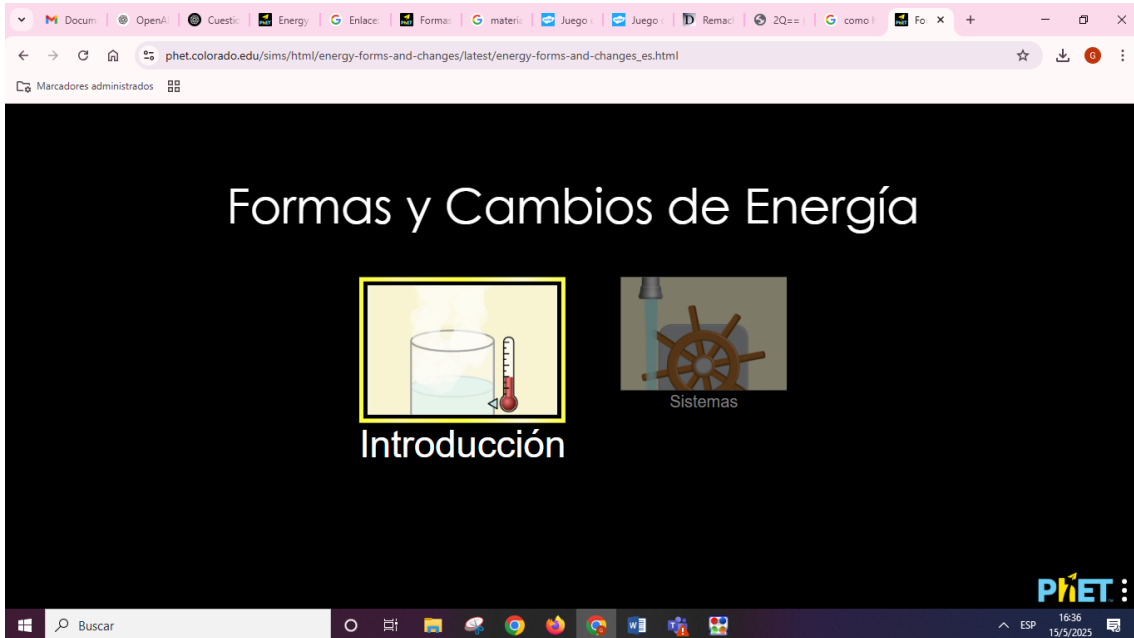 Docum
OpenA
Cuestic
Energy
Enlace:
Formas
materia
Juego
Juego
Remacl
2Q==
como
Fo
phet.colorado.edu/sims/html/energy-forms-and-changes/latest/energy-forms-and-changes_es.html
G
Marcadores administrados
Formas y Cambios de Energía
Introducción
Sistemas
PhET
Buscar
ESP
16:36
15/5/2025